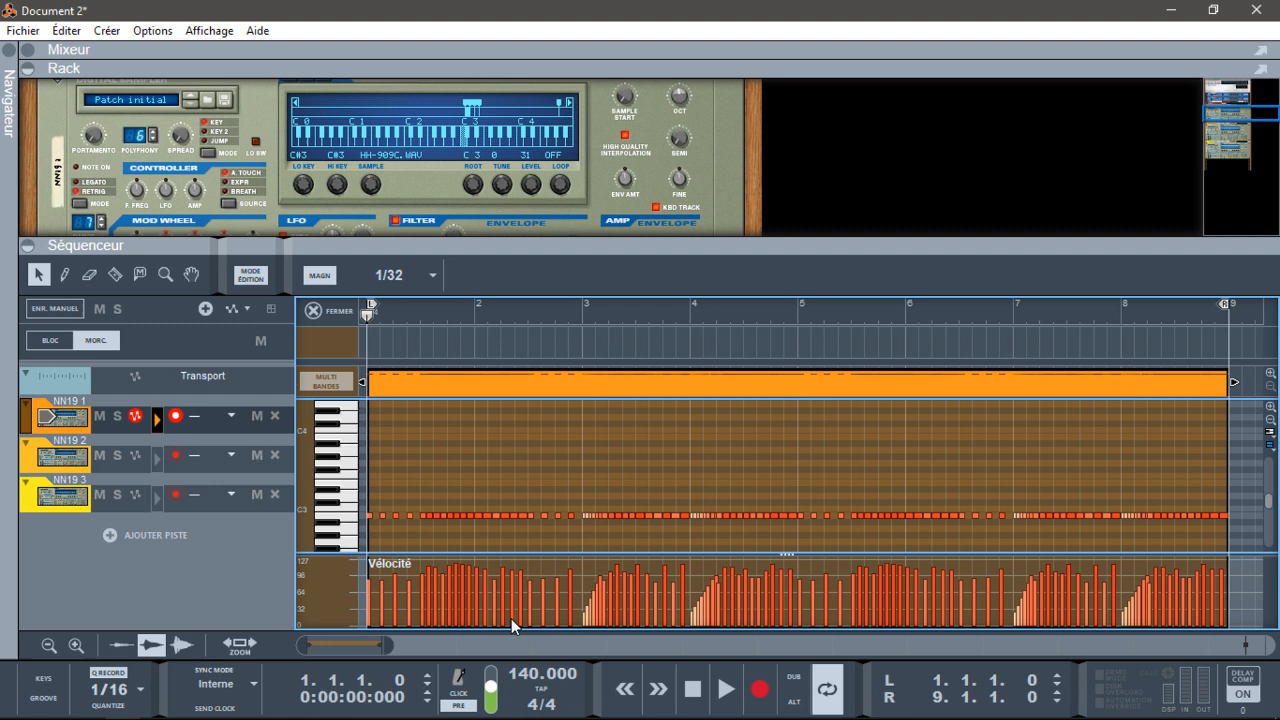 Document 2*
Fichier Éditer Créer Options Affichage Aide
Mixeur
Rack
Navigateur
Patch initial
PORTAMENTO 6 POLYPHONY SPREAD KEY KEY 2 JUMP MODE LO BW
NOTE ON CONTROLLER
LEGATO RETRIG MODE F. FREQ LFO AMP A. TOUCH EXPR BREATH SOURCE
7 MOD WHEEL
NN19
C 0 C 1 C 2 C 3 C 4
C#3 C#3 HH-909C.WAV C 3 0 31 OFF
LO KEY HI KEY SAMPLE ROOT TUNE LEVEL LOOP
LFO FILTER ENVELOPE AMP ENVELOPE
SAMPLE START OCT
HIGH QUALITY INTERPOLATION SEMI
ENV AMT FINE
KBD TRACK
Séquenceur
MODE ÉDITION MAGN 1/32
ENR. MANUEL M S
BLOC MORC. M
Transport
NN19 1
M S M
NN19 2
M S M
NN19 3
M S M
AJOUTER PISTE
FERMER
L 2 3 4 5 6 7 8 R 9
MULTI BANDES
C4
C3
Vélocité
127
96
64
32
0
ZOOM
KEYS
GROOVE
Q RECORD
1/16
QUANTIZE
SYNC MODE
Interne
SEND CLOCK
1. 1. 1. 0
0:00:00:000
CLICK
PRE
140.000
TAP
4/4
DUB
ALT
L 1. 1. 1. 0
R 9. 1. 1. 0
DSP IN OUT
DELAY COMP
ON
0